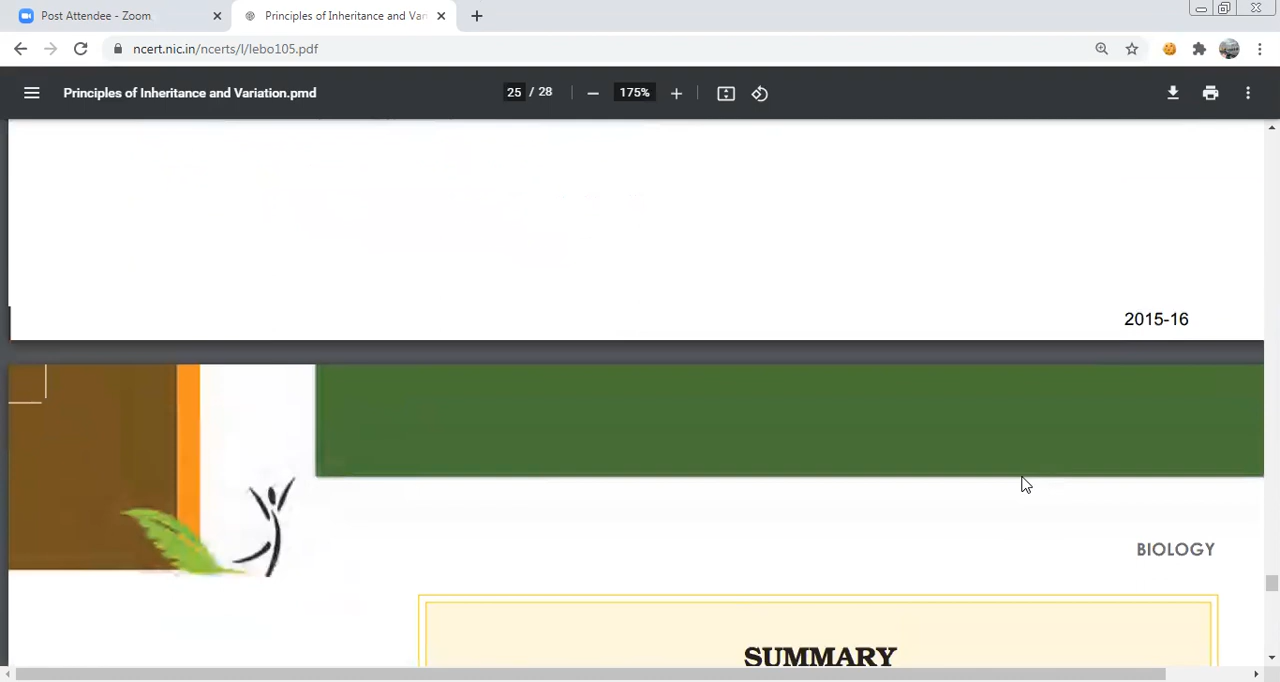 Post Attendee - Zoom
Principles of Inheritance and Var
ncert.nic.in/ncerts/l/lebo105.pdf
Principles of Inheritance and Variation.pmd
25 / 28
175%
2015-16
BIOLOGY
SUMMARY